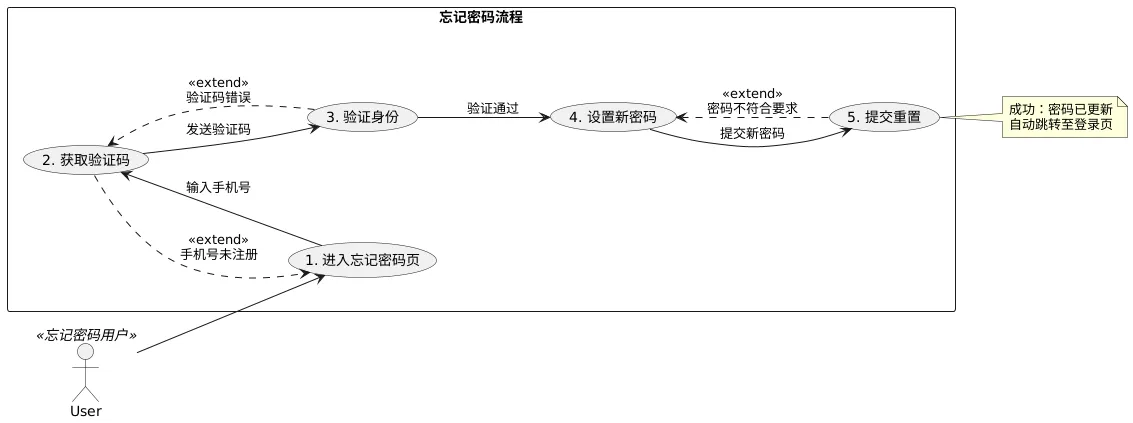 忘记密码流程
«extend»
验证码错误
发送验证码
3. 验证身份
验证通过
4. 设置新密码
«extend»
密码不符合要求
提交新密码
5. 提交重置
成功：密码已更新
自动跳转至登录页
2. 获取验证码
输入手机号
«extend»
手机号未注册
1. 进入忘记密码页
«忘记密码用户»
User